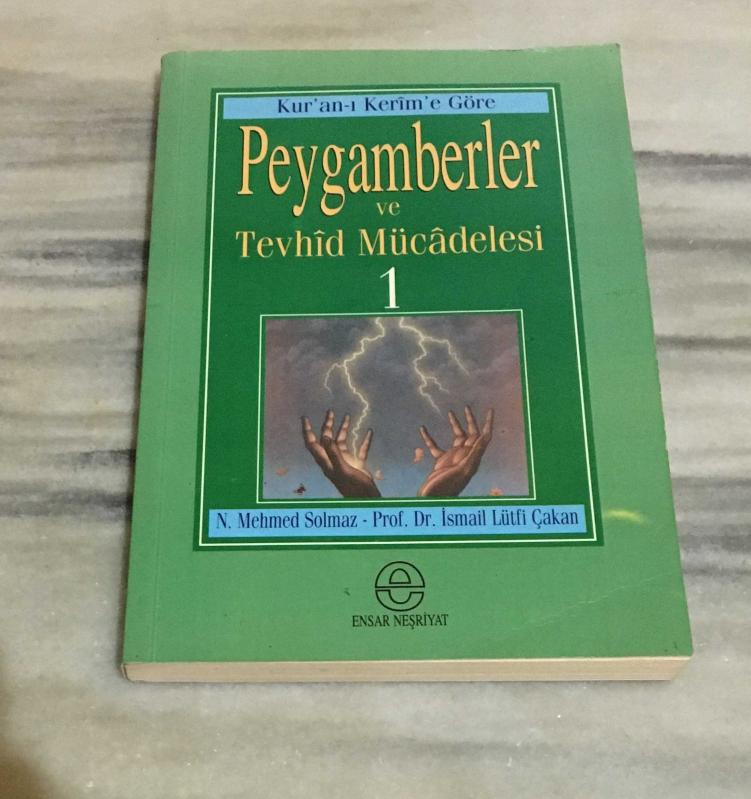 Kur'an-ı Kerîm'e Göre
Peygamberler
ve
Tevhîd Mücâdelesi
1
N. Mehmed Solmaz - Prof. Dr. İsmail Lütfi Çakan
e
ENSAR NEŞRİYAT